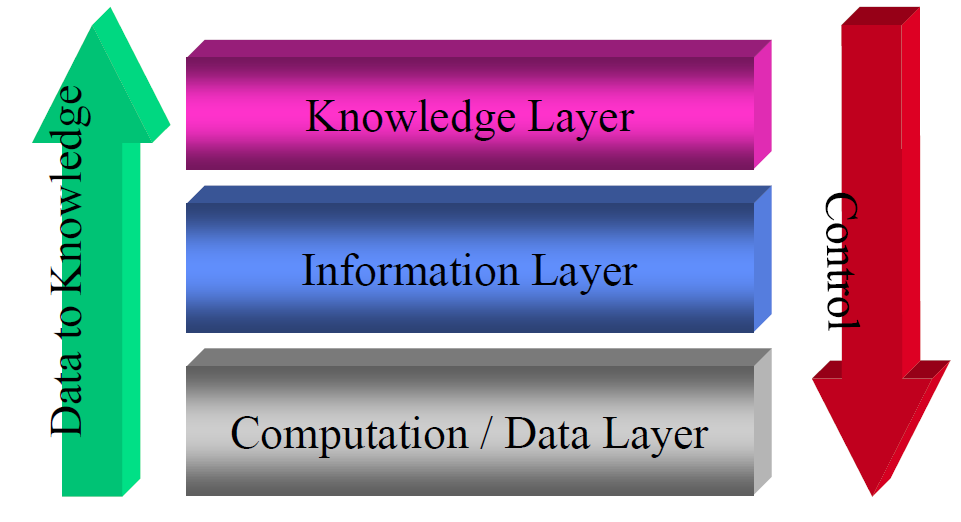 Data to Knowledge
Knowledge Layer
Information Layer
Computation / Data Layer
Control